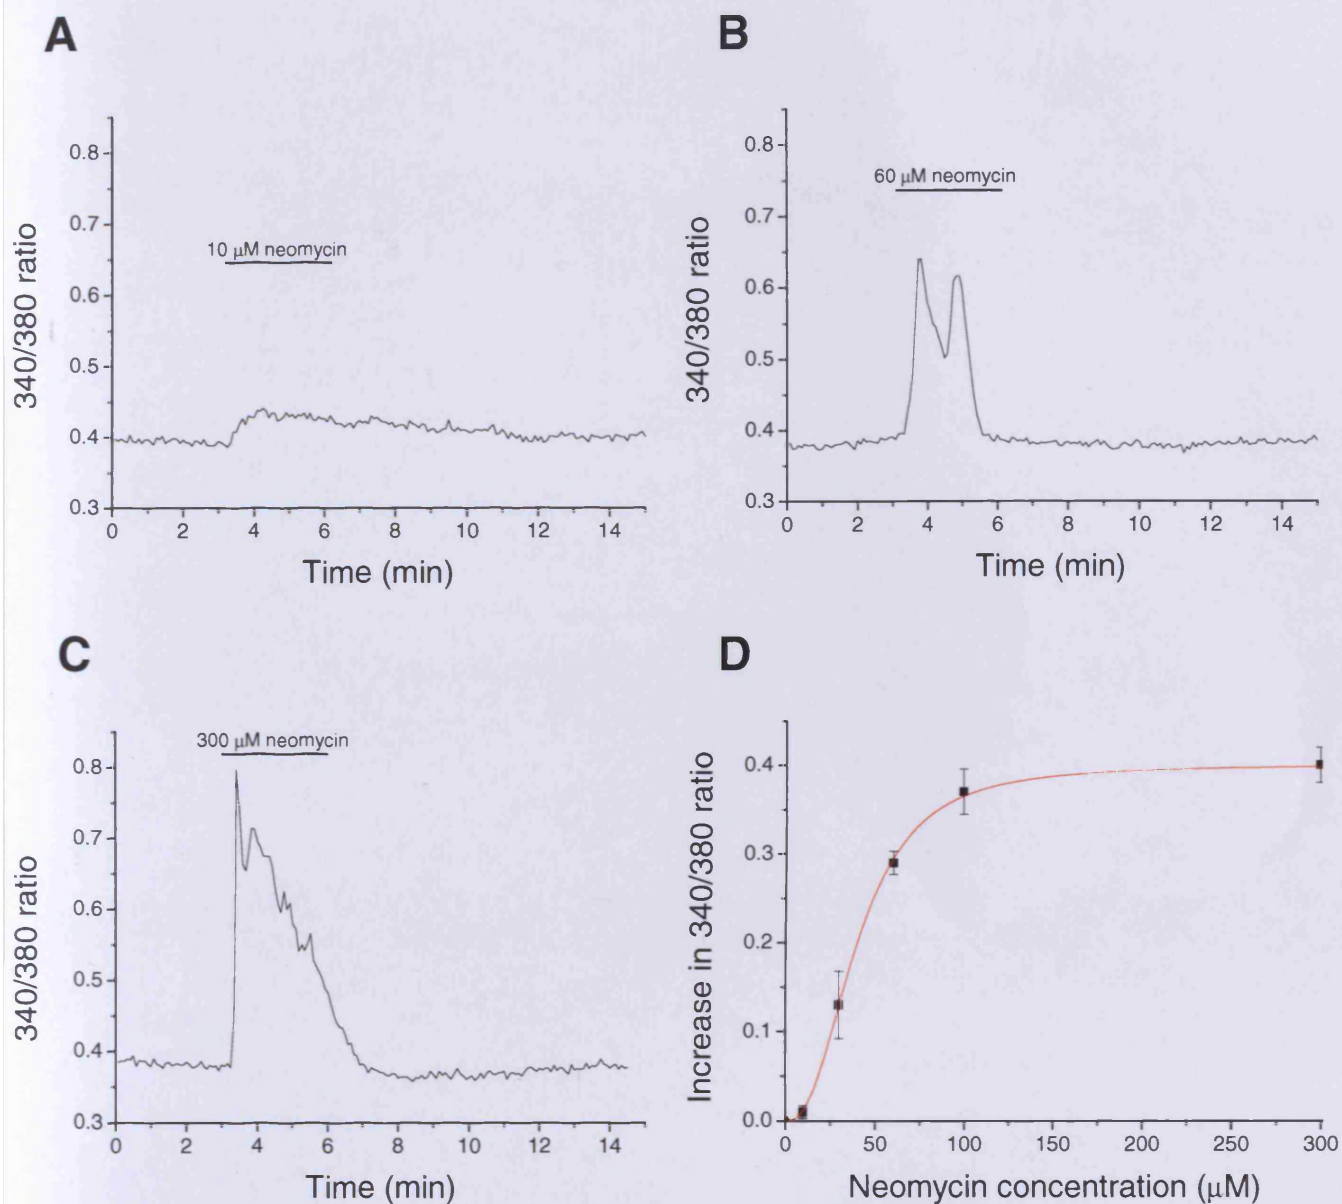 A
0.8
0.7
0.6
0.5
0.4
0.3
340/380 ratio
10 μM neomycin
0 2 4 6 8 10 12 14
Time (min)
B
0.8
0.7
0.6
0.5
0.4
0.3
340/380 ratio
60 μM neomycin
0 2 4 6 8 10 12 14
Time (min)
C
0.8
0.7
0.6
0.5
0.4
0.3
340/380 ratio
300 μM neomycin
0 2 4 6 8 10 12 14
Time (min)
D
0.4
0.3
0.2
0.1
0.0
Increase in 340/380 ratio
0 50 100 150 200 250 300
Neomycin concentration (μM)